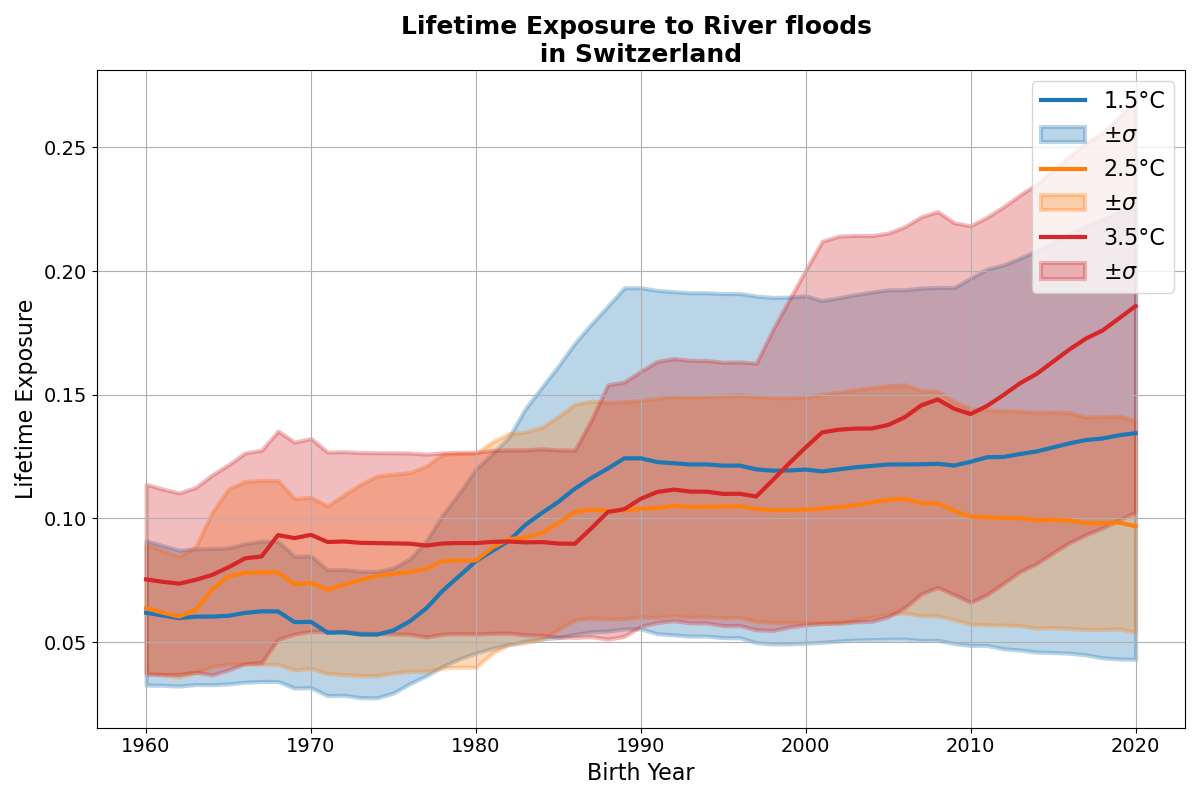 Lifetime Exposure to River floods
in Switzerland
Lifetime Exposure
0.25
0.20
0.15
0.10
0.05
1960
1970
1980
1990
2000
2010
2020
Birth Year
1.5°C
±σ
2.5°C
±σ
3.5°C
±σ